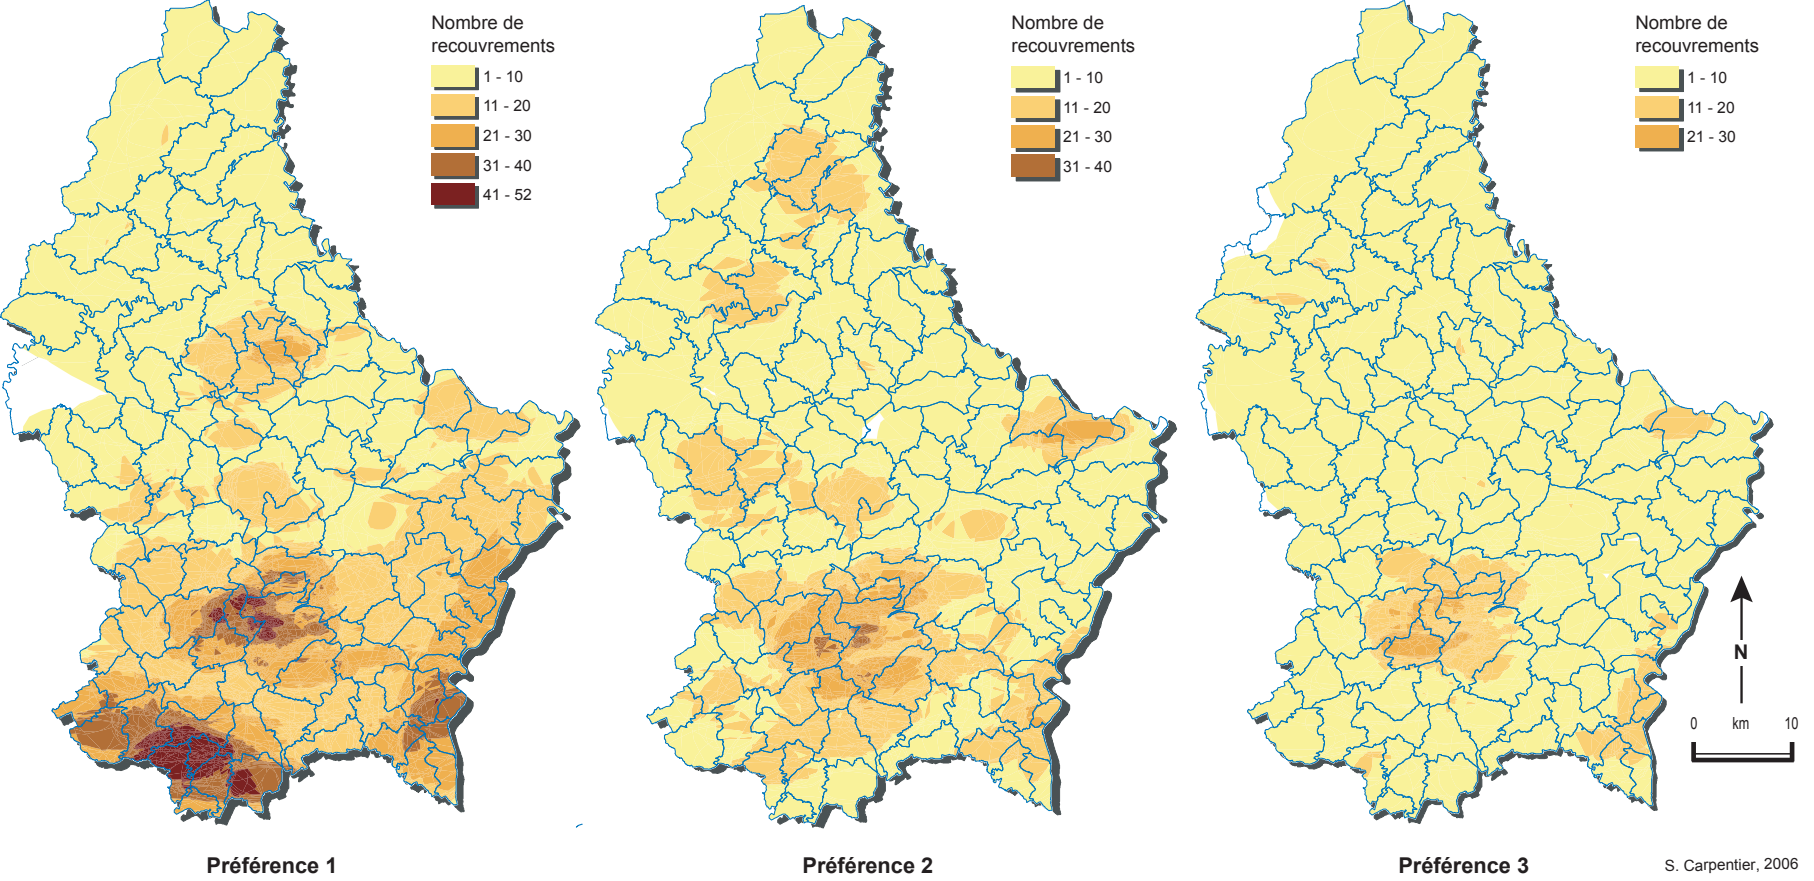 Nombre de
recouvrements
1 - 10
11 - 20
21 - 30
31 - 40
41 - 52
Nombre de
recouvrements
1 - 10
11 - 20
21 - 30
31 - 40
Nombre de
recouvrements
1 - 10
11 - 20
21 - 30
N
0 km 10
Préférence 1
Préférence 2
Préférence 3
S. Carpentier, 2006